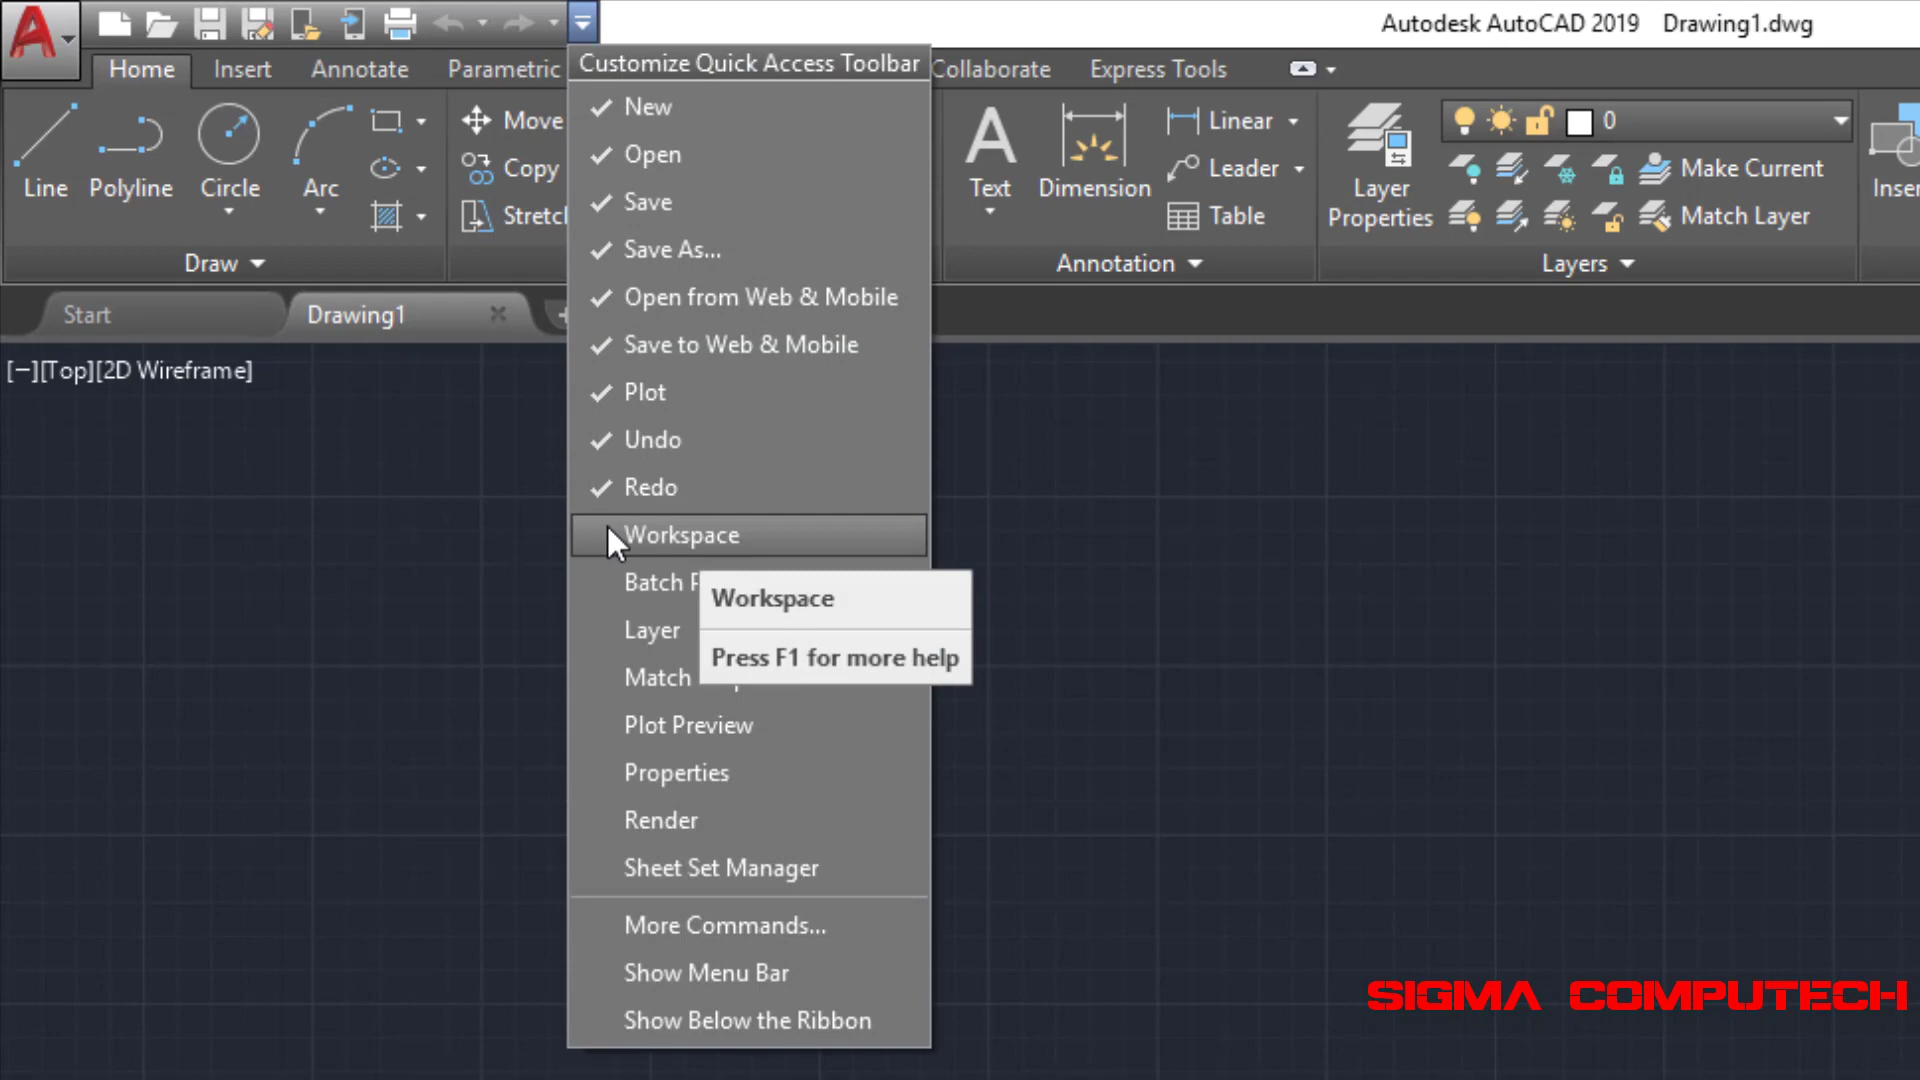 Autodesk AutoCAD 2019 Drawing1.dwg
Home Insert Annotate Parametric Collaborate Express Tools
Customize Quick Access Toolbar
New
Open
Save
Save As...
Open from Web & Mobile
Save to Web & Mobile
Plot
Undo
Redo
Workspace
Batch
Layer
Match
Plot Preview
Properties
Render
Sheet Set Manager
More Commands...
Show Menu Bar
Show Below the Ribbon
Workspace
Press F1 for more help
Line Polyline Circle Arc
Move
Copy
Stretch
Draw
Text Dimension
Linear
Leader
Table
Annotation
Layer
Properties
0
Make Current
Match Layer
Layers
Start Drawing1
[−][Top][2D Wireframe]
SIGMA COMPUTECH